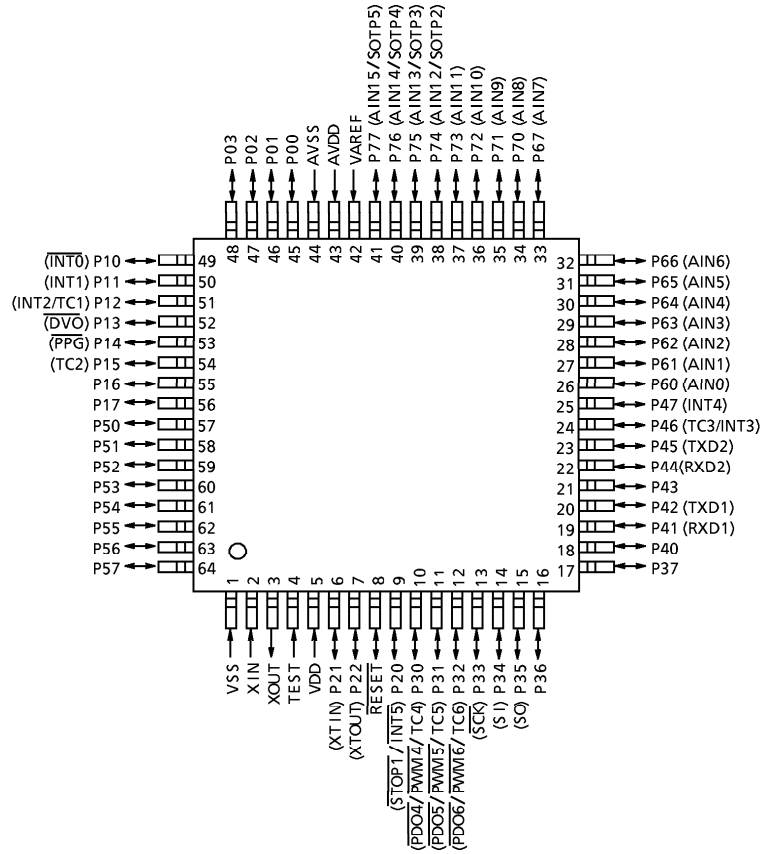 P03
P02
P01
P00
AVSS
AVDD
VAREF
P77 (AIN15/SOTP5)
P76 (AIN14/SOTP4)
P75 (AIN13/SOTP3)
P74 (AIN12/SOTP2)
P73 (AIN11)
P72 (AIN10)
P71 (AIN9)
P70 (AIN8)
P67 (AIN7)
48 47 46 45 44 43 42 41 40 39 38 37 36 35 34 33
(INT0) P10 49
(INT1) P11 50
(INT2/TC1) P12 51
(DVO) P13 52
(PPG) P14 53
(TC2) P15 54
P16 55
P17 56
P50 57
P51 58
P52 59
P53 60
P54 61
P55 62
P56 63
P57 64
32 P66 (AIN6)
31 P65 (AIN5)
30 P64 (AIN4)
29 P63 (AIN3)
28 P62 (AIN2)
27 P61 (AIN1)
26 P60 (AIN0)
25 P47 (INT4)
24 P46 (TC3/INT3)
23 P45 (TXD2)
22 P44(RXD2)
21 P43
20 P42 (TXD1)
19 P41 (RXD1)
18 P40
17 P37
1 2 3 4 5 6 7 8 9 10 11 12 13 14 15 16
VSS
XIN
XOUT
TEST
VDD
(XTIN) P21
(XTOUT) P22
RESET
(STOP1/INT5) P20
(PDO4/PWM4/TC4) P30
(PDO5/PWM5/TC5) P31
(PDO6/PWM6/TC6) P32
(SCK) P33
(SI) P34
(SO) P35
P36